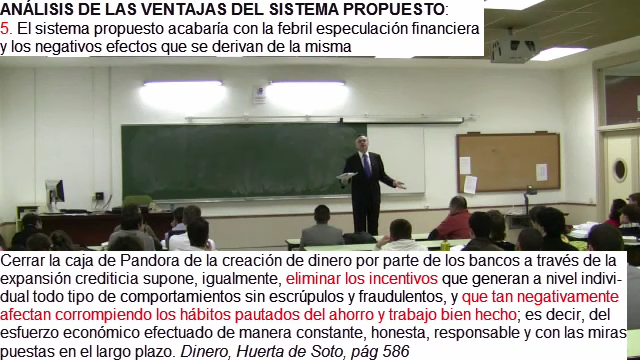 ANÁLISIS DE LAS VENTAJAS DEL SISTEMA PROPUESTO:
5. El sistema propuesto acabaría con la febril especulación financiera
y los negativos efectos que se derivan de la misma
Cerrar la caja de Pandora de la creación de dinero por parte de los bancos a través de la
expansión crediticia supone, igualmente, eliminar los incentivos que generan a nivel indivi-
dual todo tipo de comportamientos sin escrúpulos y fraudulentos, y que tan negativamente
afectan corrompiendo los hábitos pautados del ahorro y trabajo bien hecho; es decir, del
esfuerzo económico efectuado de manera constante, honesta, responsable y con las miras
puestas en el largo plazo. Dinero, Huerta de Soto, pág 586